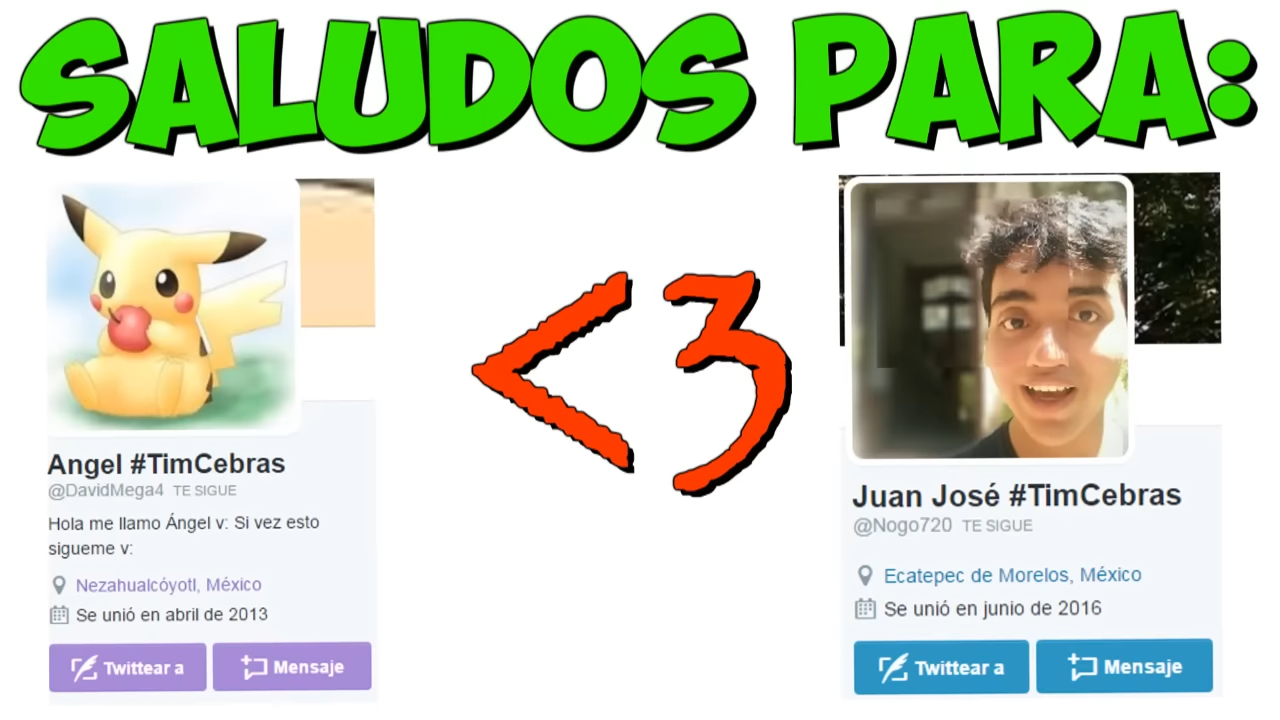 SALUDOS PARA:
<3
Angel #TimCebras
@DavidMega4 TE SIGUE
Hola me llamo Ángel v: Si vez esto
sigueme v:
Nezahualcóyotl, México
Se unió en abril de 2013
Twittear a
Mensaje
Juan José #TimCebras
@Nogo720 TE SIGUE
Ecatepec de Morelos, México
Se unió en junio de 2016
Twittear a
Mensaje